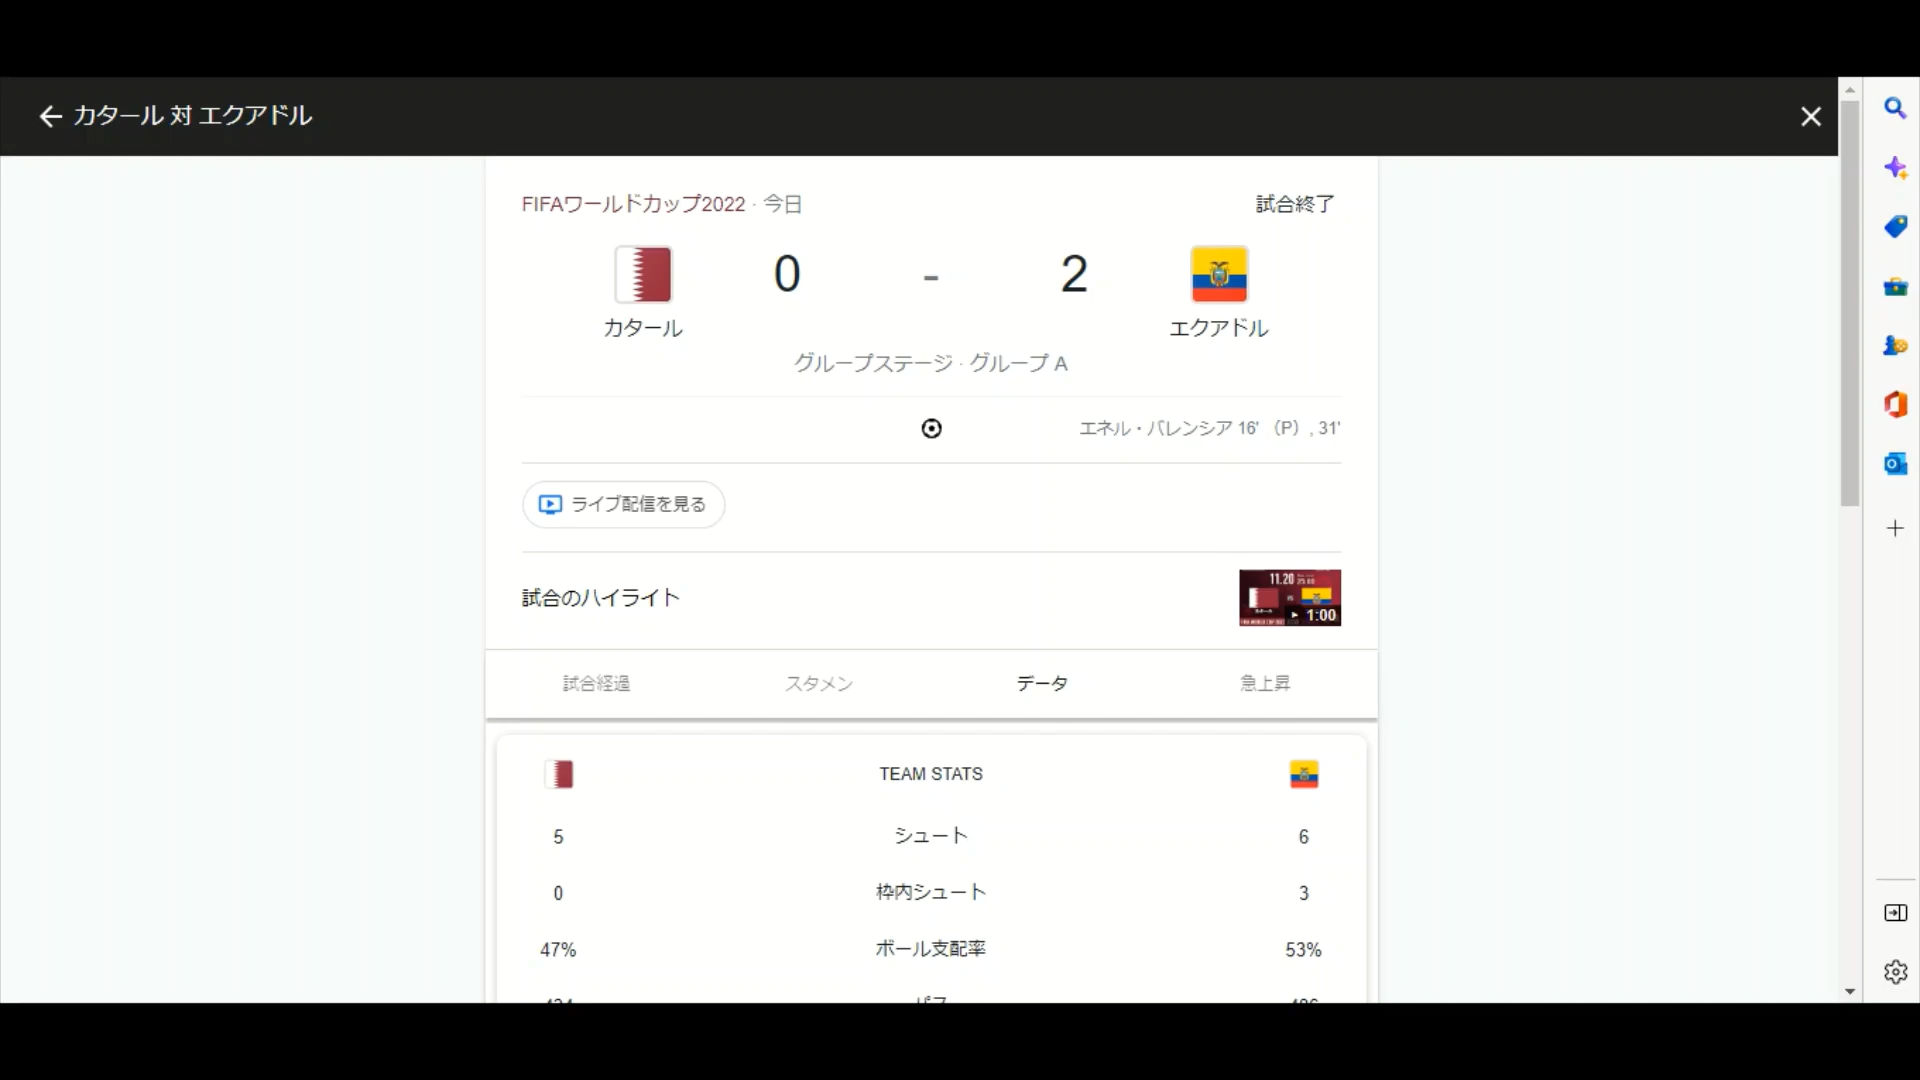 カタール 対 エクアドル
FIFAワールドカップ2022 · 今日
試合終了
0 - 2
カタール
エクアドル
グループステージ · グループ A
エネル・バレンシア 16' （P）, 31'
ライブ配信を見る
試合のハイライト
11.20
1:00
試合経過 スタメン データ 急上昇
TEAM STATS
5 シュート 6
0 枠内シュート 3
47% ボール支配率 53%
パス